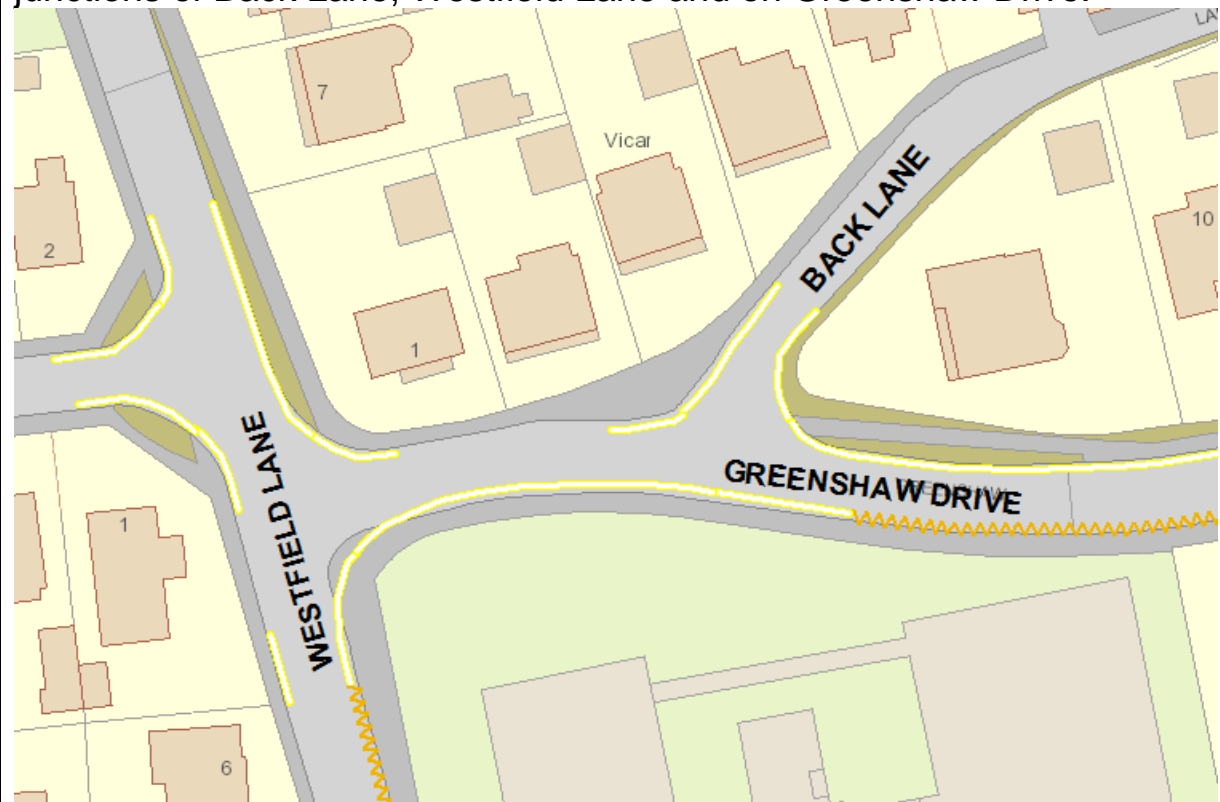 junctions of Back Lane, Westfield Lane and on Greenshaw Drive.
7
Vicar
2
10
BACK LANE
1
WESTFIELD LANE
GREENSHAW DRIVE
1
6